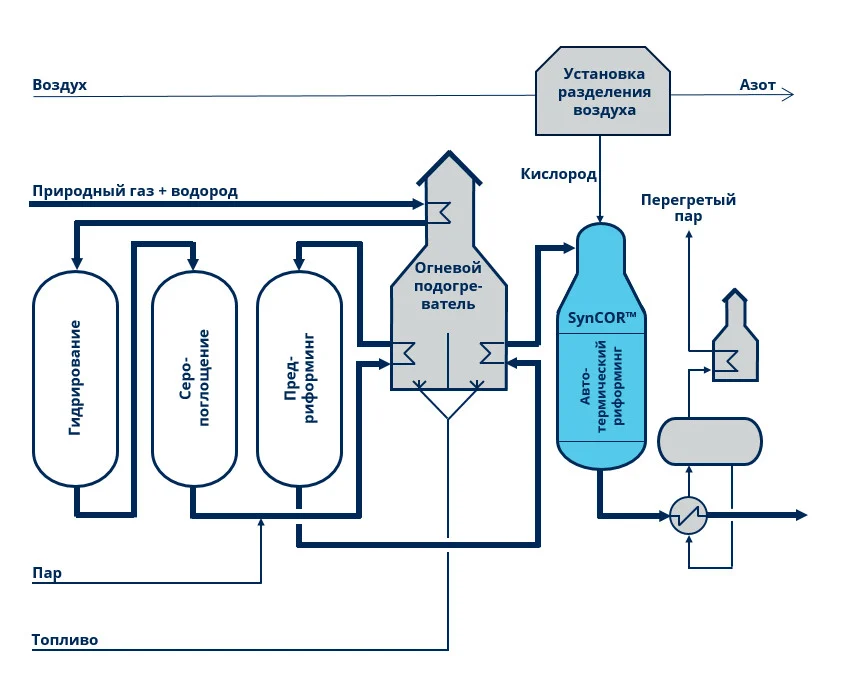 Воздух
Установка
разделения
воздуха
Азот
Кислород
Природный газ + водород
Перегретый
пар
Огневой
подогре-
ватель
SynCOR™
Гидрирование
Серо-
поглощение
Пред-
риформинг
Авто-
термический
риформинг
Пар
Топливо